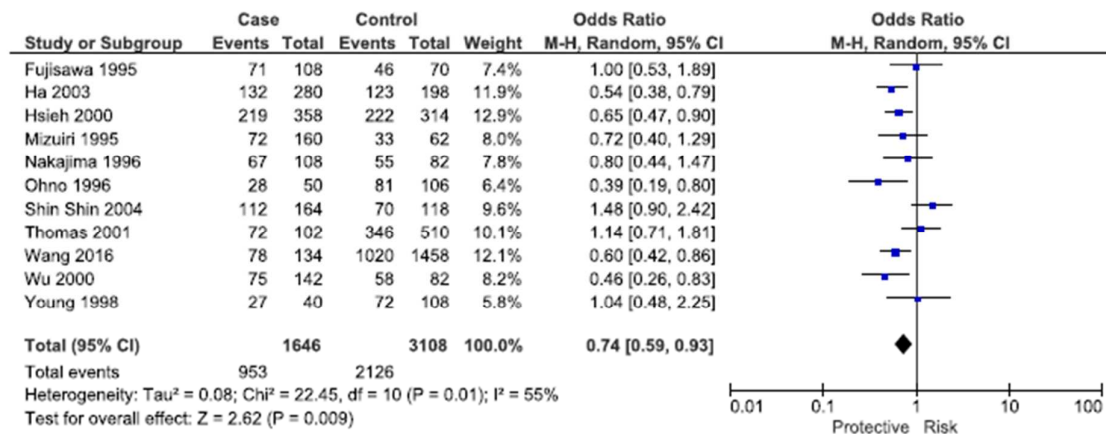 Case Control Odds Ratio Odds Ratio
Study or Subgroup Events Total Events Total Weight M-H, Random, 95% CI M-H, Random, 95% CI
Fujisawa 1995 71 108 46 70 7.4% 1.00 [0.53, 1.89]
Ha 2003 132 280 123 198 11.9% 0.54 [0.38, 0.79]
Hsieh 2000 219 358 222 314 12.9% 0.65 [0.47, 0.90]
Mizuiri 1995 72 160 33 62 8.0% 0.72 [0.40, 1.29]
Nakajima 1996 67 108 55 82 7.8% 0.80 [0.44, 1.47]
Ohno 1996 28 50 81 106 6.4% 0.39 [0.19, 0.80]
Shin Shin 2004 112 164 70 118 9.6% 1.48 [0.90, 2.42]
Thomas 2001 72 102 346 510 10.1% 1.14 [0.71, 1.81]
Wang 2016 78 134 1020 1458 12.1% 0.60 [0.42, 0.86]
Wu 2000 75 142 58 82 8.2% 0.46 [0.26, 0.83]
Young 1998 27 40 72 108 5.8% 1.04 [0.48, 2.25]
Total (95% CI) 1646 3108 100.0% 0.74 [0.59, 0.93]
Total events 953 2126
Heterogeneity: Tau² = 0.08; Chi² = 22.45, df = 10 (P = 0.01); I² = 55%
Test for overall effect: Z = 2.62 (P = 0.009)
0.01 0.1 1 10 100
Protective Risk